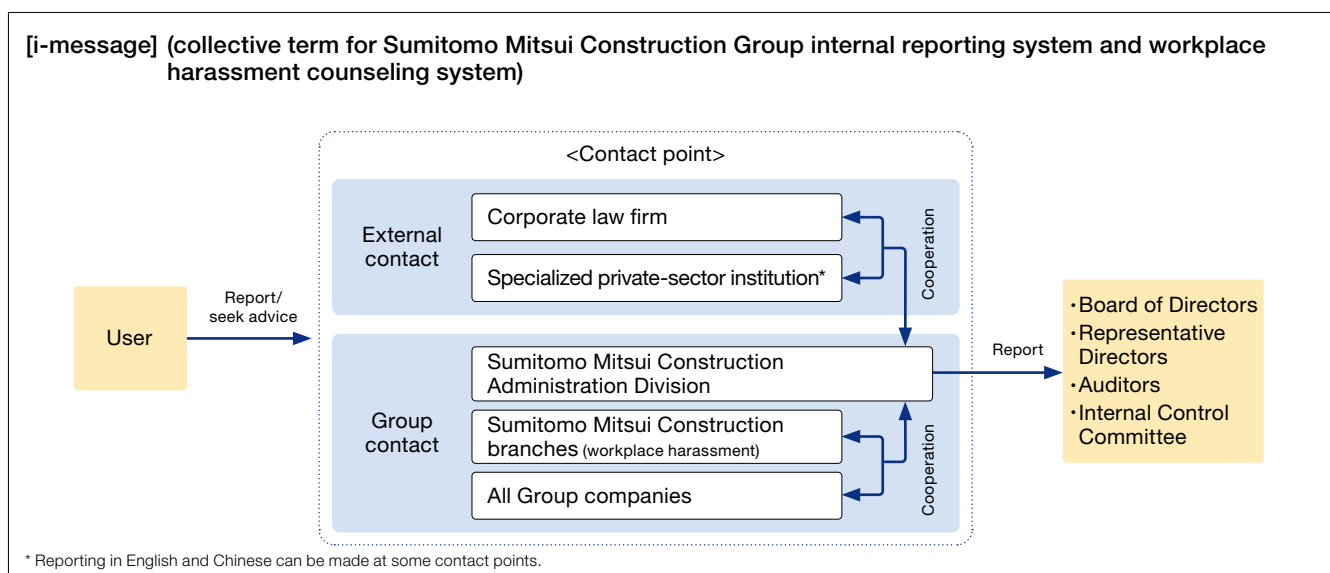 [i-message] (collective term for Sumitomo Mitsui Construction Group internal reporting system and workplace
harassment counseling system)
<Contact point>
User
Report/
seek advice
External
contact
Corporate law firm
Specialized private-sector institution*
Cooperation
Group
contact
Sumitomo Mitsui Construction
Administration Division
Sumitomo Mitsui Construction
branches (workplace harassment)
All Group companies
Cooperation
Report
・Board of Directors
・Representative
Directors
・Auditors
・Internal Control
Committee
* Reporting in English and Chinese can be made at some contact points.